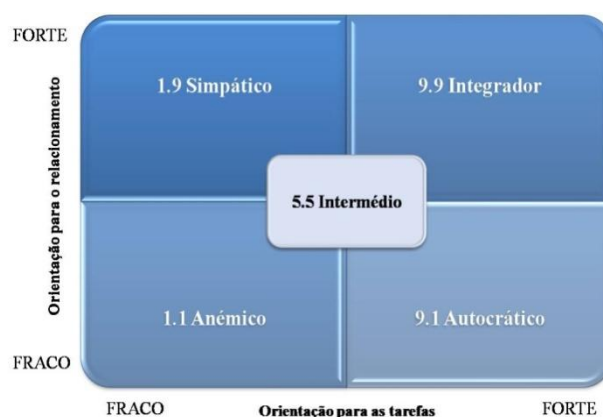 FORTE
1.9 Simpático
9.9 Integrador
Orientação para o relacionamento
5.5 Intermédio
1.1 Anémico
9.1 Autocrático
FRACO
FRACO
Orientação para as tarefas
FORTE